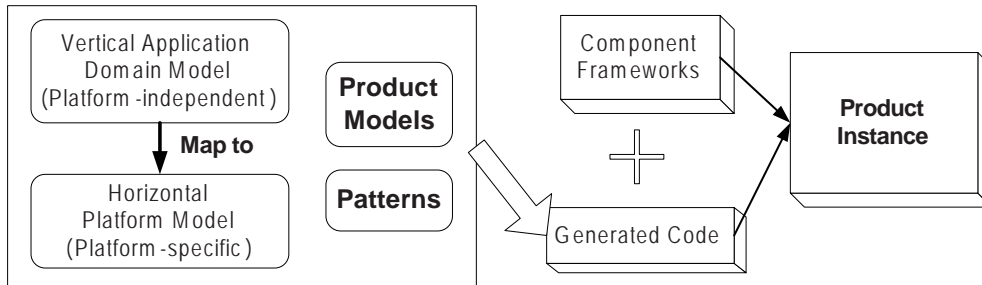 Vertical Application
Domain Model
(Platform-independent)
Map to
Horizontal
Platform Model
(Platform-specific)
Product
Models
Patterns
Component
Frameworks
Generated Code
Product
Instance